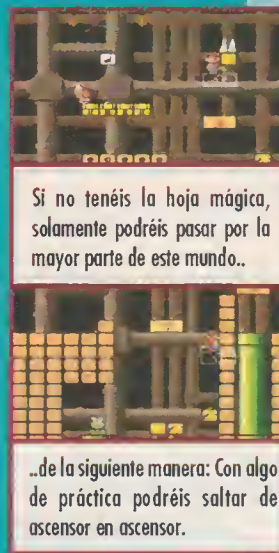 Si no tenéis la hoja mágica,
solamente podréis pasar por la
mayor parte de este mundo..
..de la siguiente manera: Con algo
de práctica podréis saltar de
ascensor en ascensor.